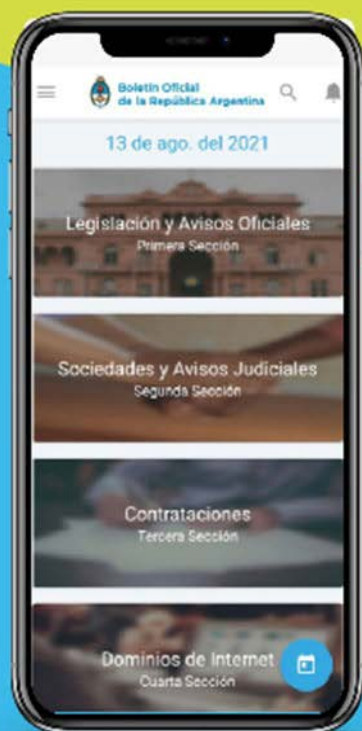 Boletín Oficial
de la República Argentina
13 de ago. del 2021
Legislación y Avisos Oficiales
Primera Sección
Sociedades y Avisos Judiciales
Segunda Sección
Contrataciones
Tercera Sección
Dominios de Internet
Cuarta Sección